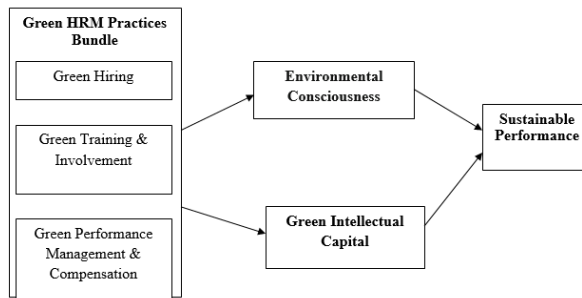 Green HRM Practices
Bundle
Green Hiring
Green Training &
Involvement
Green Performance
Management &
Compensation
Environmental
Consciousness
Green Intellectual
Capital
Sustainable
Performance